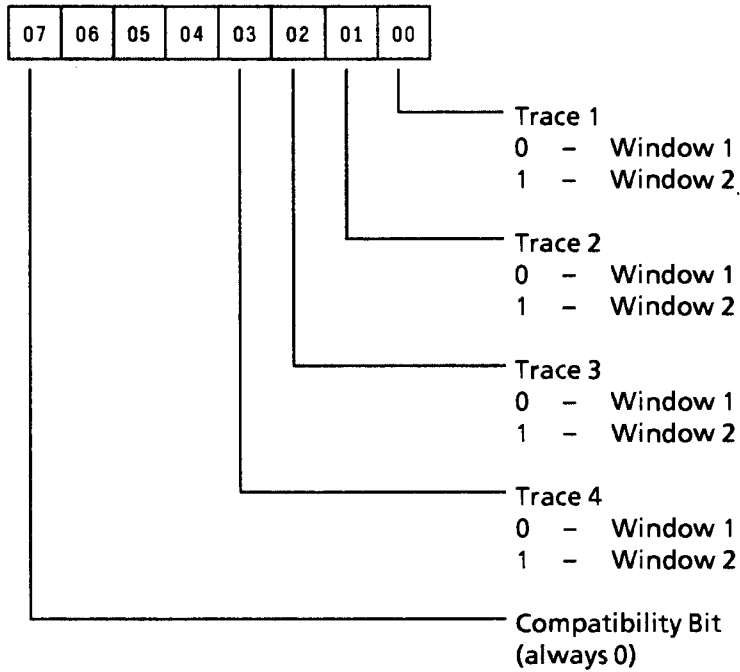 07 06 05 04 03 02 01 00
Trace 1
0 – Window 1
1 – Window 2
Trace 2
0 – Window 1
1 – Window 2
Trace 3
0 – Window 1
1 – Window 2
Trace 4
0 – Window 1
1 – Window 2
Compatibility Bit
(always 0)